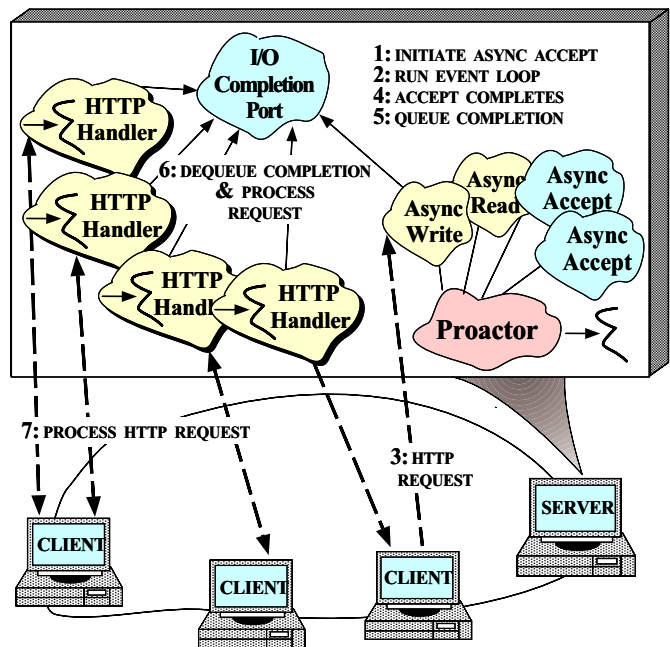 I/O
Completion
Port
1: INITIATE ASYNC ACCEPT
2: RUN EVENT LOOP
4: ACCEPT COMPLETES
5: QUEUE COMPLETION
HTTP
Handler
6: DEQUEUE COMPLETION
& PROCESS
REQUEST
HTTP
Handler
HTTP
Handl
HTTP
Handler
Async
Write
Async
Read
Async
Accept
Async
Accept
Proactor
7: PROCESS HTTP REQUEST
3: HTTP
REQUEST
SERVER
CLIENT
CLIENT
CLIENT